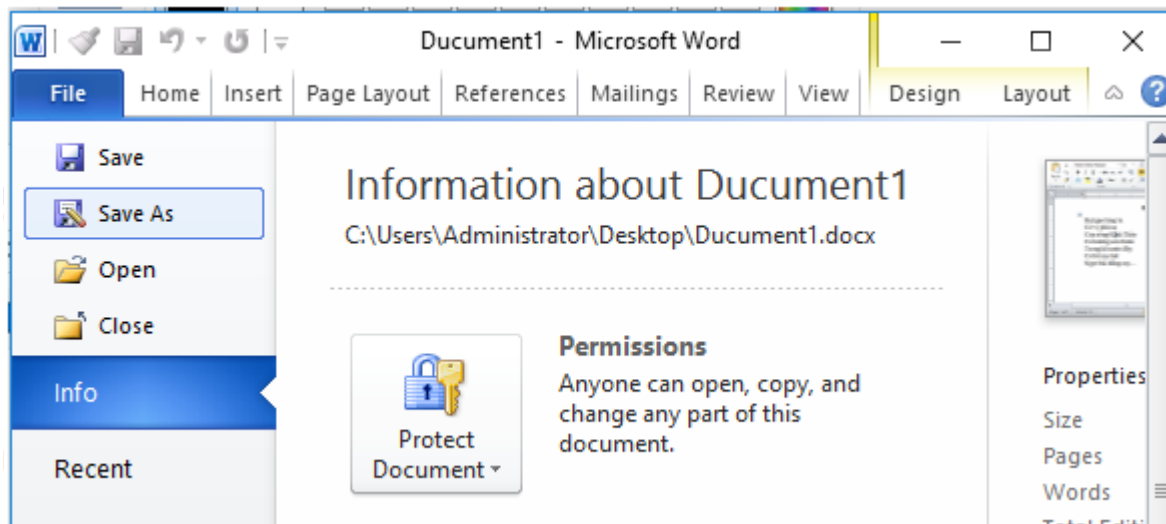 W
Ducument1 - Microsoft Word
File Home Insert Page Layout References Mailings Review View Design Layout ?
Save
Save As
Open
Close
Info
Recent
Information about Ducument1
C:\Users\Administrator\Desktop\Ducument1.docx
Protect
Document
Permissions
Anyone can open, copy, and
change any part of this
document.
Properties
Size
Pages
Words